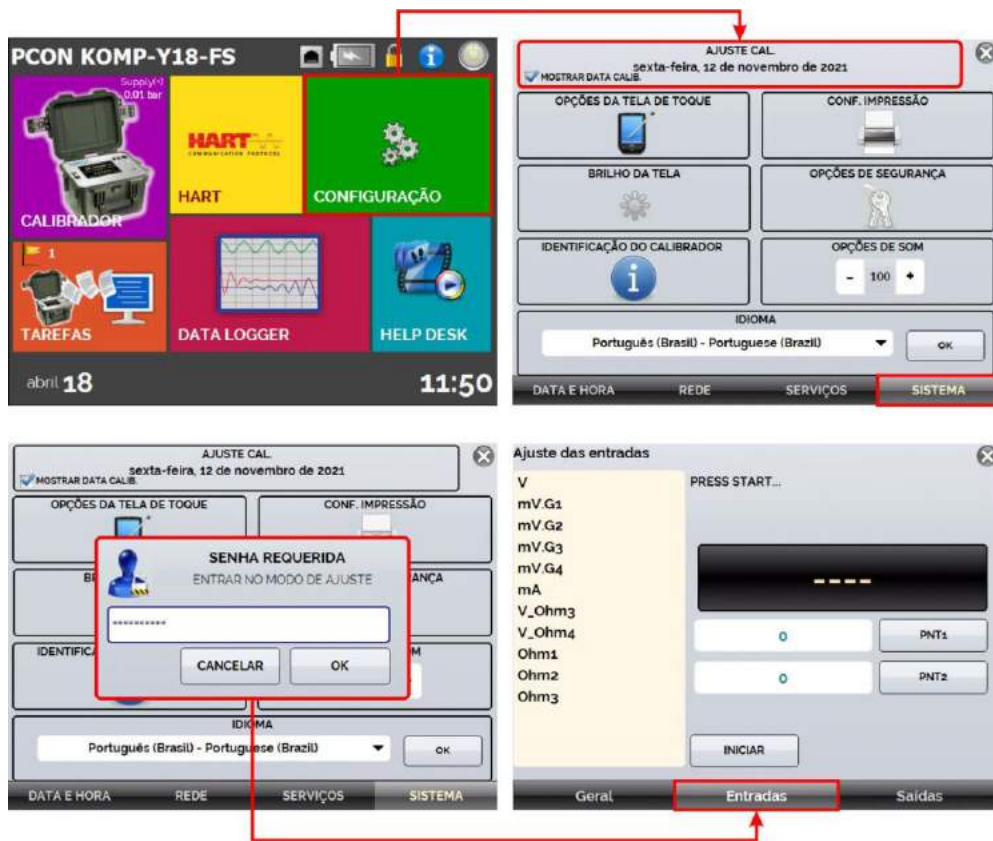 PCON KOMP-Y18-FS
Supply(+)
0.01 bar
CALIBRADOR
HART
COMMUNICATION PROTOCOL
HART
CONFIGURAÇÃO
1
TAREFAS
DATA LOGGER
HELP DESK
abril 18
11:50
AJUSTE CAL.
sexta-feira, 12 de novembro de 2021
MOSTRAR DATA CALIB.
OPÇÕES DA TELA DE TOQUE
CONF. IMPRESSÃO
BRILHO DA TELA
OPÇÕES DE SEGURANÇA
IDENTIFICAÇÃO DO CALIBRADOR
OPÇÕES DE SOM
- 100 +
IDIOMA
Português (Brasil) - Portuguese (Brazil)
OK
DATA E HORA REDE SERVIÇOS SISTEMA
AJUSTE CAL.
sexta-feira, 12 de novembro de 2021
MOSTRAR DATA CALIB.
OPÇÕES DA TELA DE TOQUE
CONF. IMPRESSÃO
SENHA REQUERIDA
ENTRAR NO MODO DE AJUSTE
**********
CANCELAR OK
BR
ANÇA
IDENTIFICA
M
IDIOMA
Português (Brasil) - Portuguese (Brazil)
OK
DATA E HORA REDE SERVIÇOS SISTEMA
Ajuste das entradas
V
mV.G1
mV.G2
mV.G3
mV.G4
mA
V_Ohm3
V_Ohm4
Ohm1
Ohm2
Ohm3
PRESS START...
----
0 PNT1
0 PNT2
INICIAR
Geral Entradas Saídas